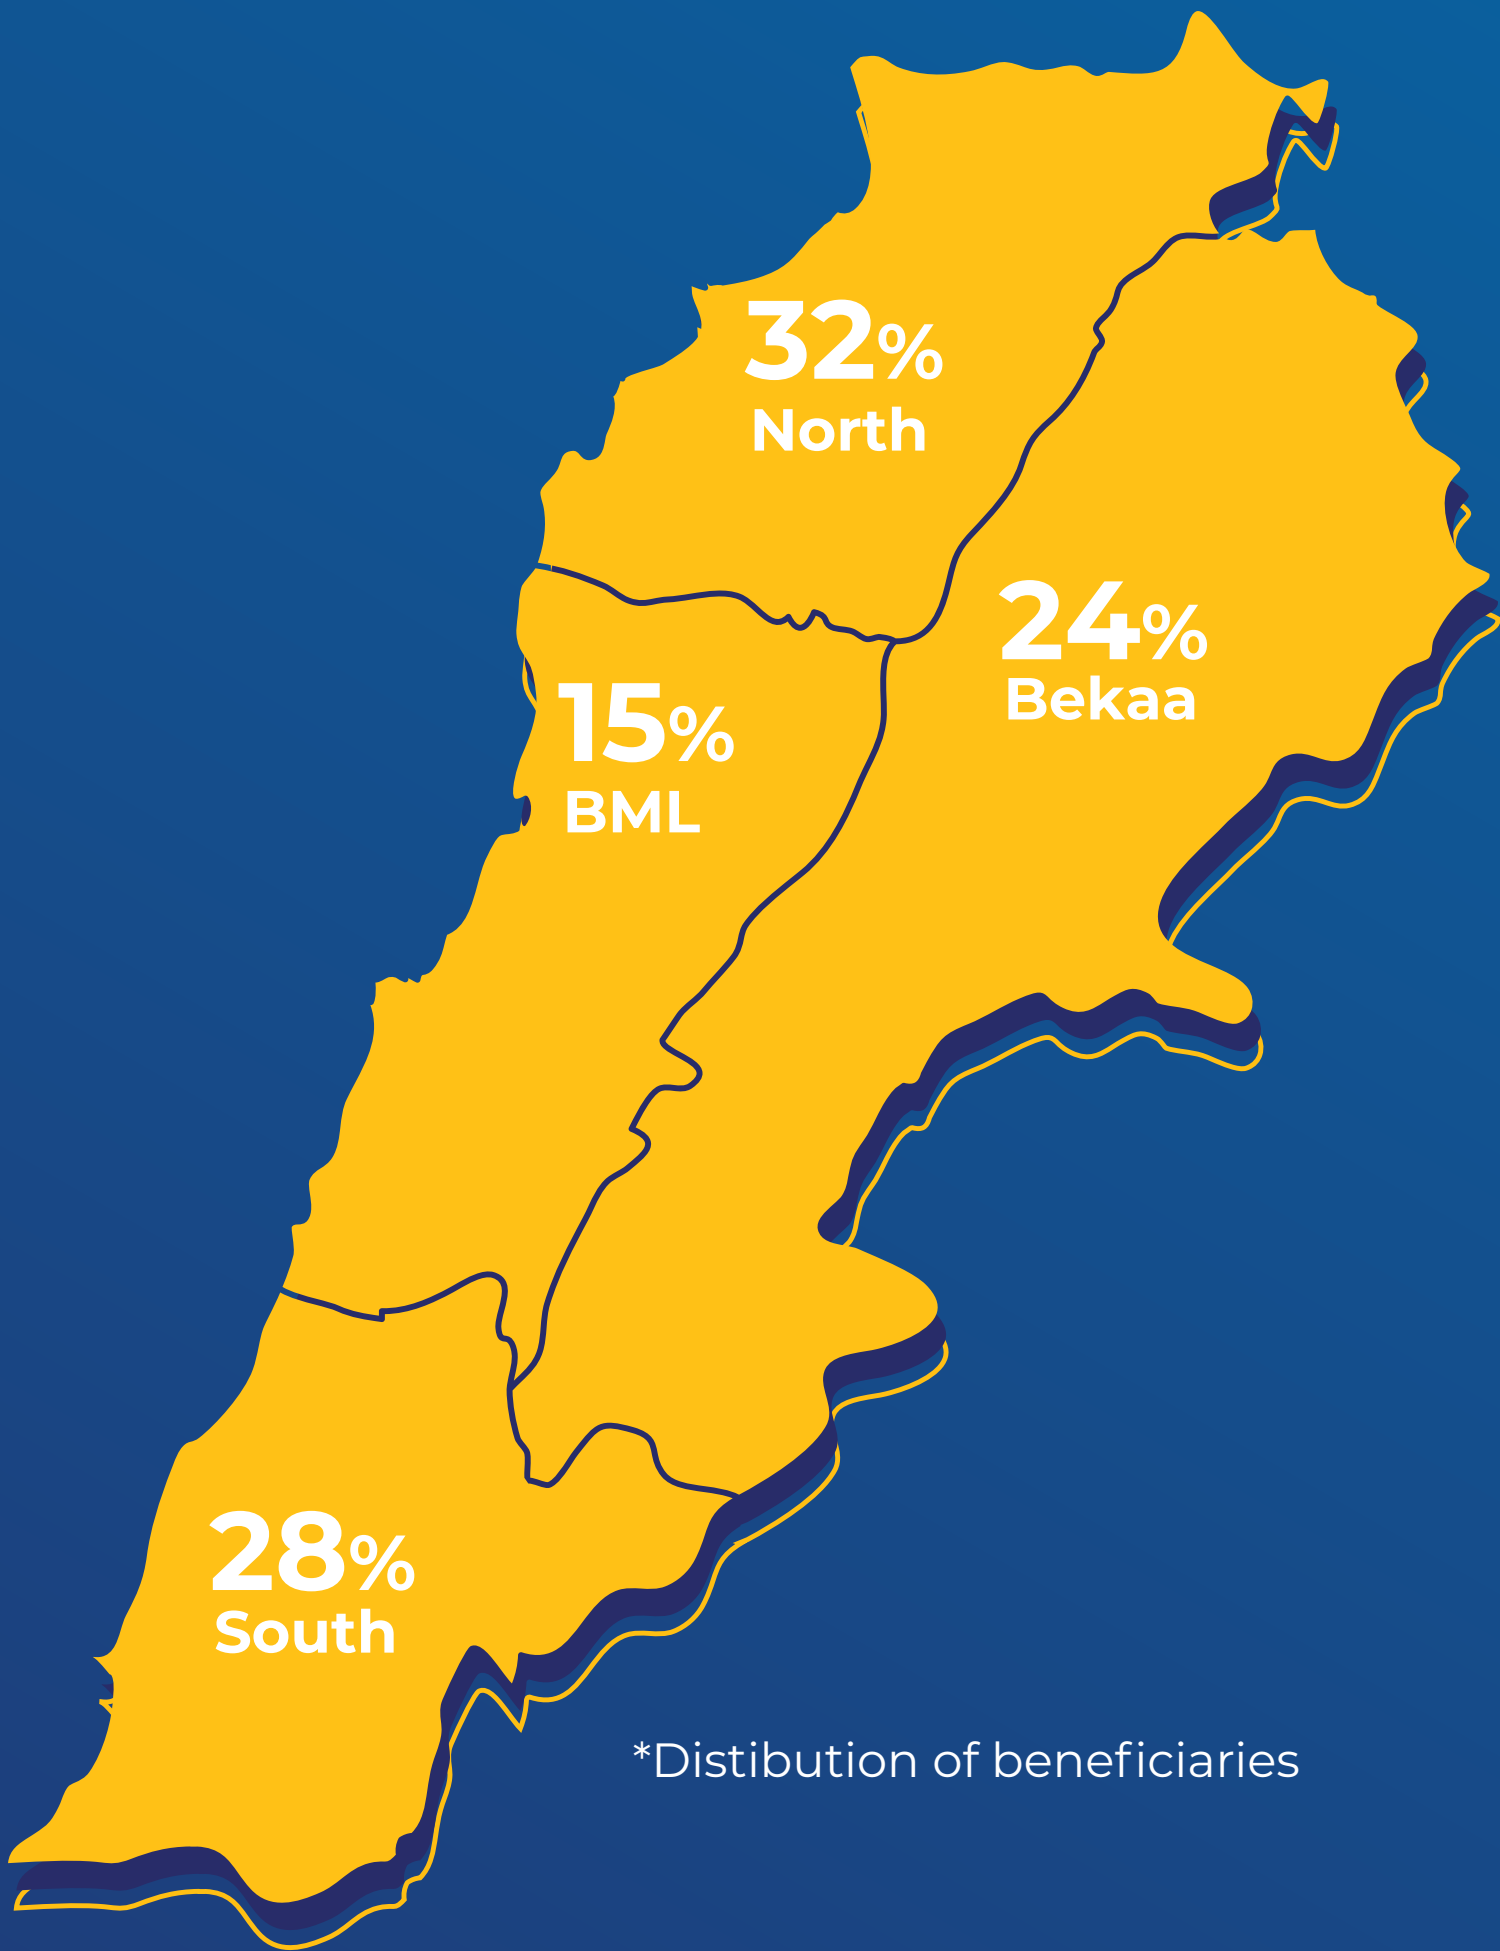 32%
North
24%
Bekaa
15%
BML
28%
South
*Distibution of beneficiaries